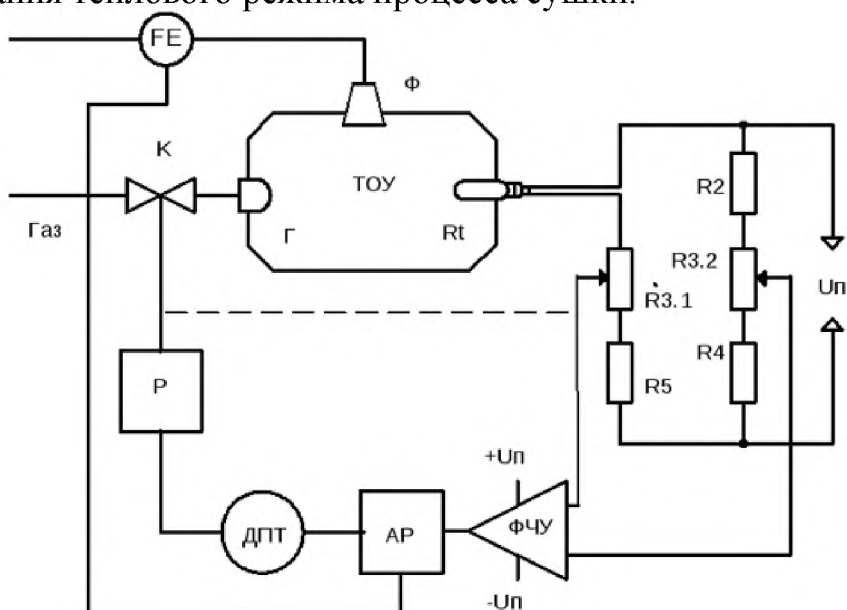 ания теплового режима процесса сушки.
FE
Ф
К
ТОУ
R2
Газ
Г
Rt
R3.2
Uп
R3.1
Р
R4
R5
+Uп
ДПТ
АР
ФЧУ
-Uп